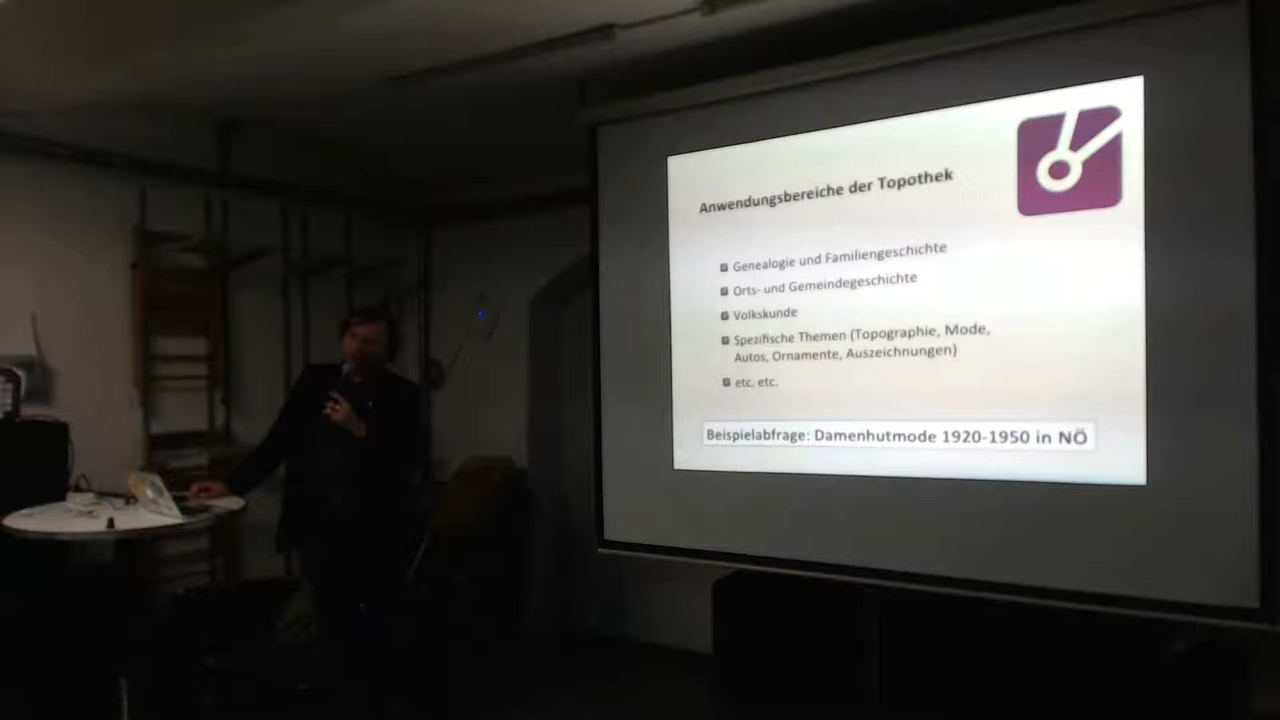 Anwendungsbereiche der Topothek
Genealogie und Familiengeschichte
Orts- und Gemeindegeschichte
Volkskunde
Spezifische Themen (Topographie, Mode,
Autos, Ornamente, Auszeichnungen)
etc. etc.
Beispielabfrage: Damenhutmode 1920-1950 in NÖ